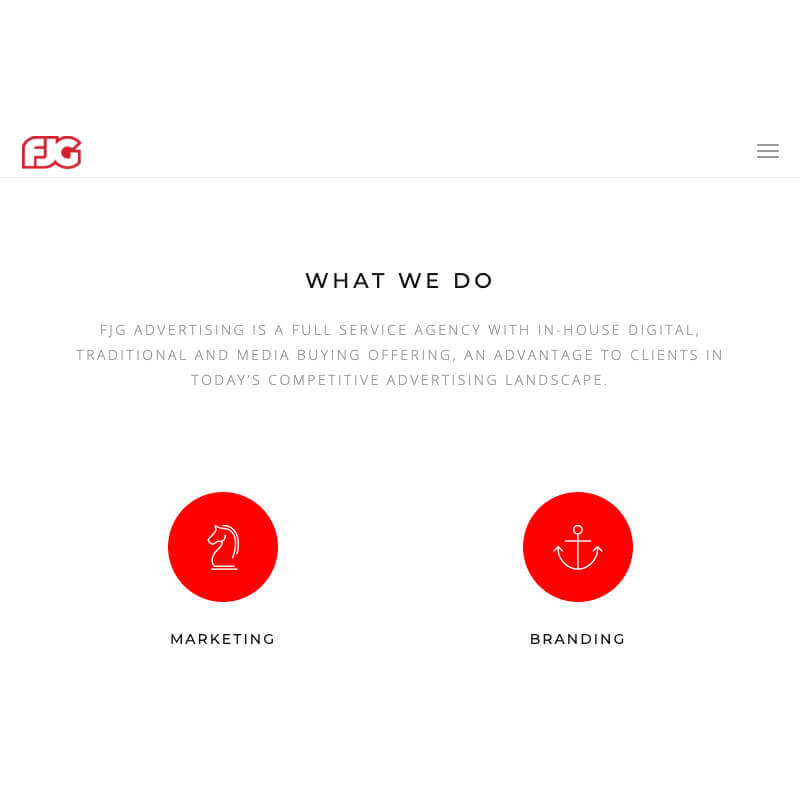 FJG
WHAT WE DO
FJG ADVERTISING IS A FULL SERVICE AGENCY WITH IN-HOUSE DIGITAL,
TRADITIONAL AND MEDIA BUYING OFFERING, AN ADVANTAGE TO CLIENTS IN
TODAY’S COMPETITIVE ADVERTISING LANDSCAPE.
MARKETING
BRANDING